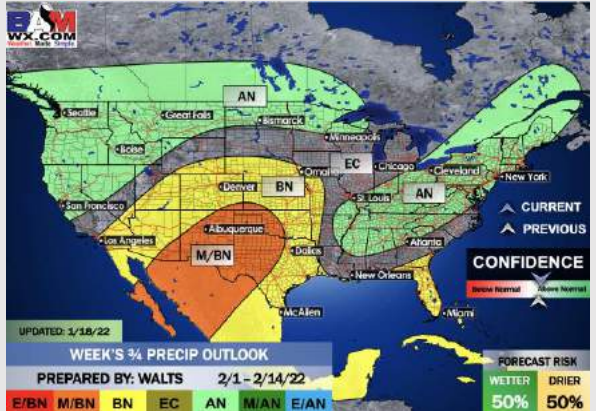 BAM
WX.COM
Weather Made Simple
AN
Seattle
Great Falls
Bismarck
Minneapolis
Boise
EC
Chicago
Omaha
Cleveland
New York
Denver
BN
AN
St. Louis
San Francisco
CURRENT
PREVIOUS
Los Angeles
Albuquerque
M/BN
Dallas
Atlanta
CONFIDENCE
New Orleans
Below Normal
Above Normal
McAllen
Miami
UPDATED: 1/18/22
WEEK'S ¾ PRECIP OUTLOOK
PREPARED BY: WALTS 2/1 – 2/14/22
E/BN M/BN BN EC AN M/AN E/AN
FORECAST RISK
WETTER DRIER
50% 50%